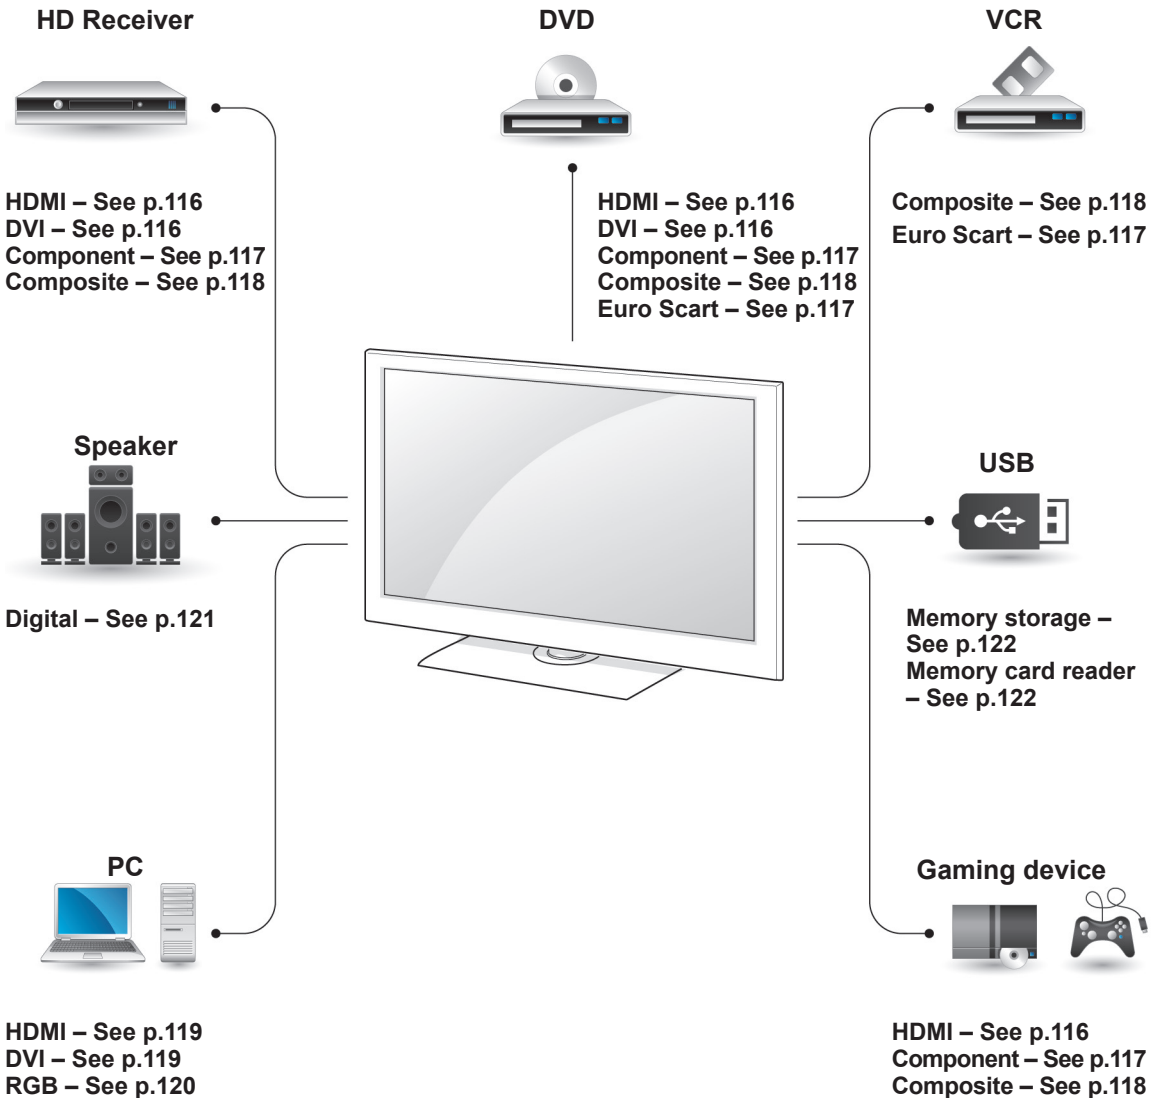 HD Receiver
HDMI – See p.116
DVI – See p.116
Component – See p.117
Composite – See p.118
DVD
HDMI – See p.116
DVI – See p.116
Component – See p.117
Composite – See p.118
Euro Scart – See p.117
VCR
Composite – See p.118
Euro Scart – See p.117
Speaker
Digital – See p.121
USB
Memory storage –
See p.122
Memory card reader
– See p.122
PC
HDMI – See p.119
DVI – See p.119
RGB – See p.120
Gaming device
HDMI – See p.116
Component – See p.117
Composite – See p.118